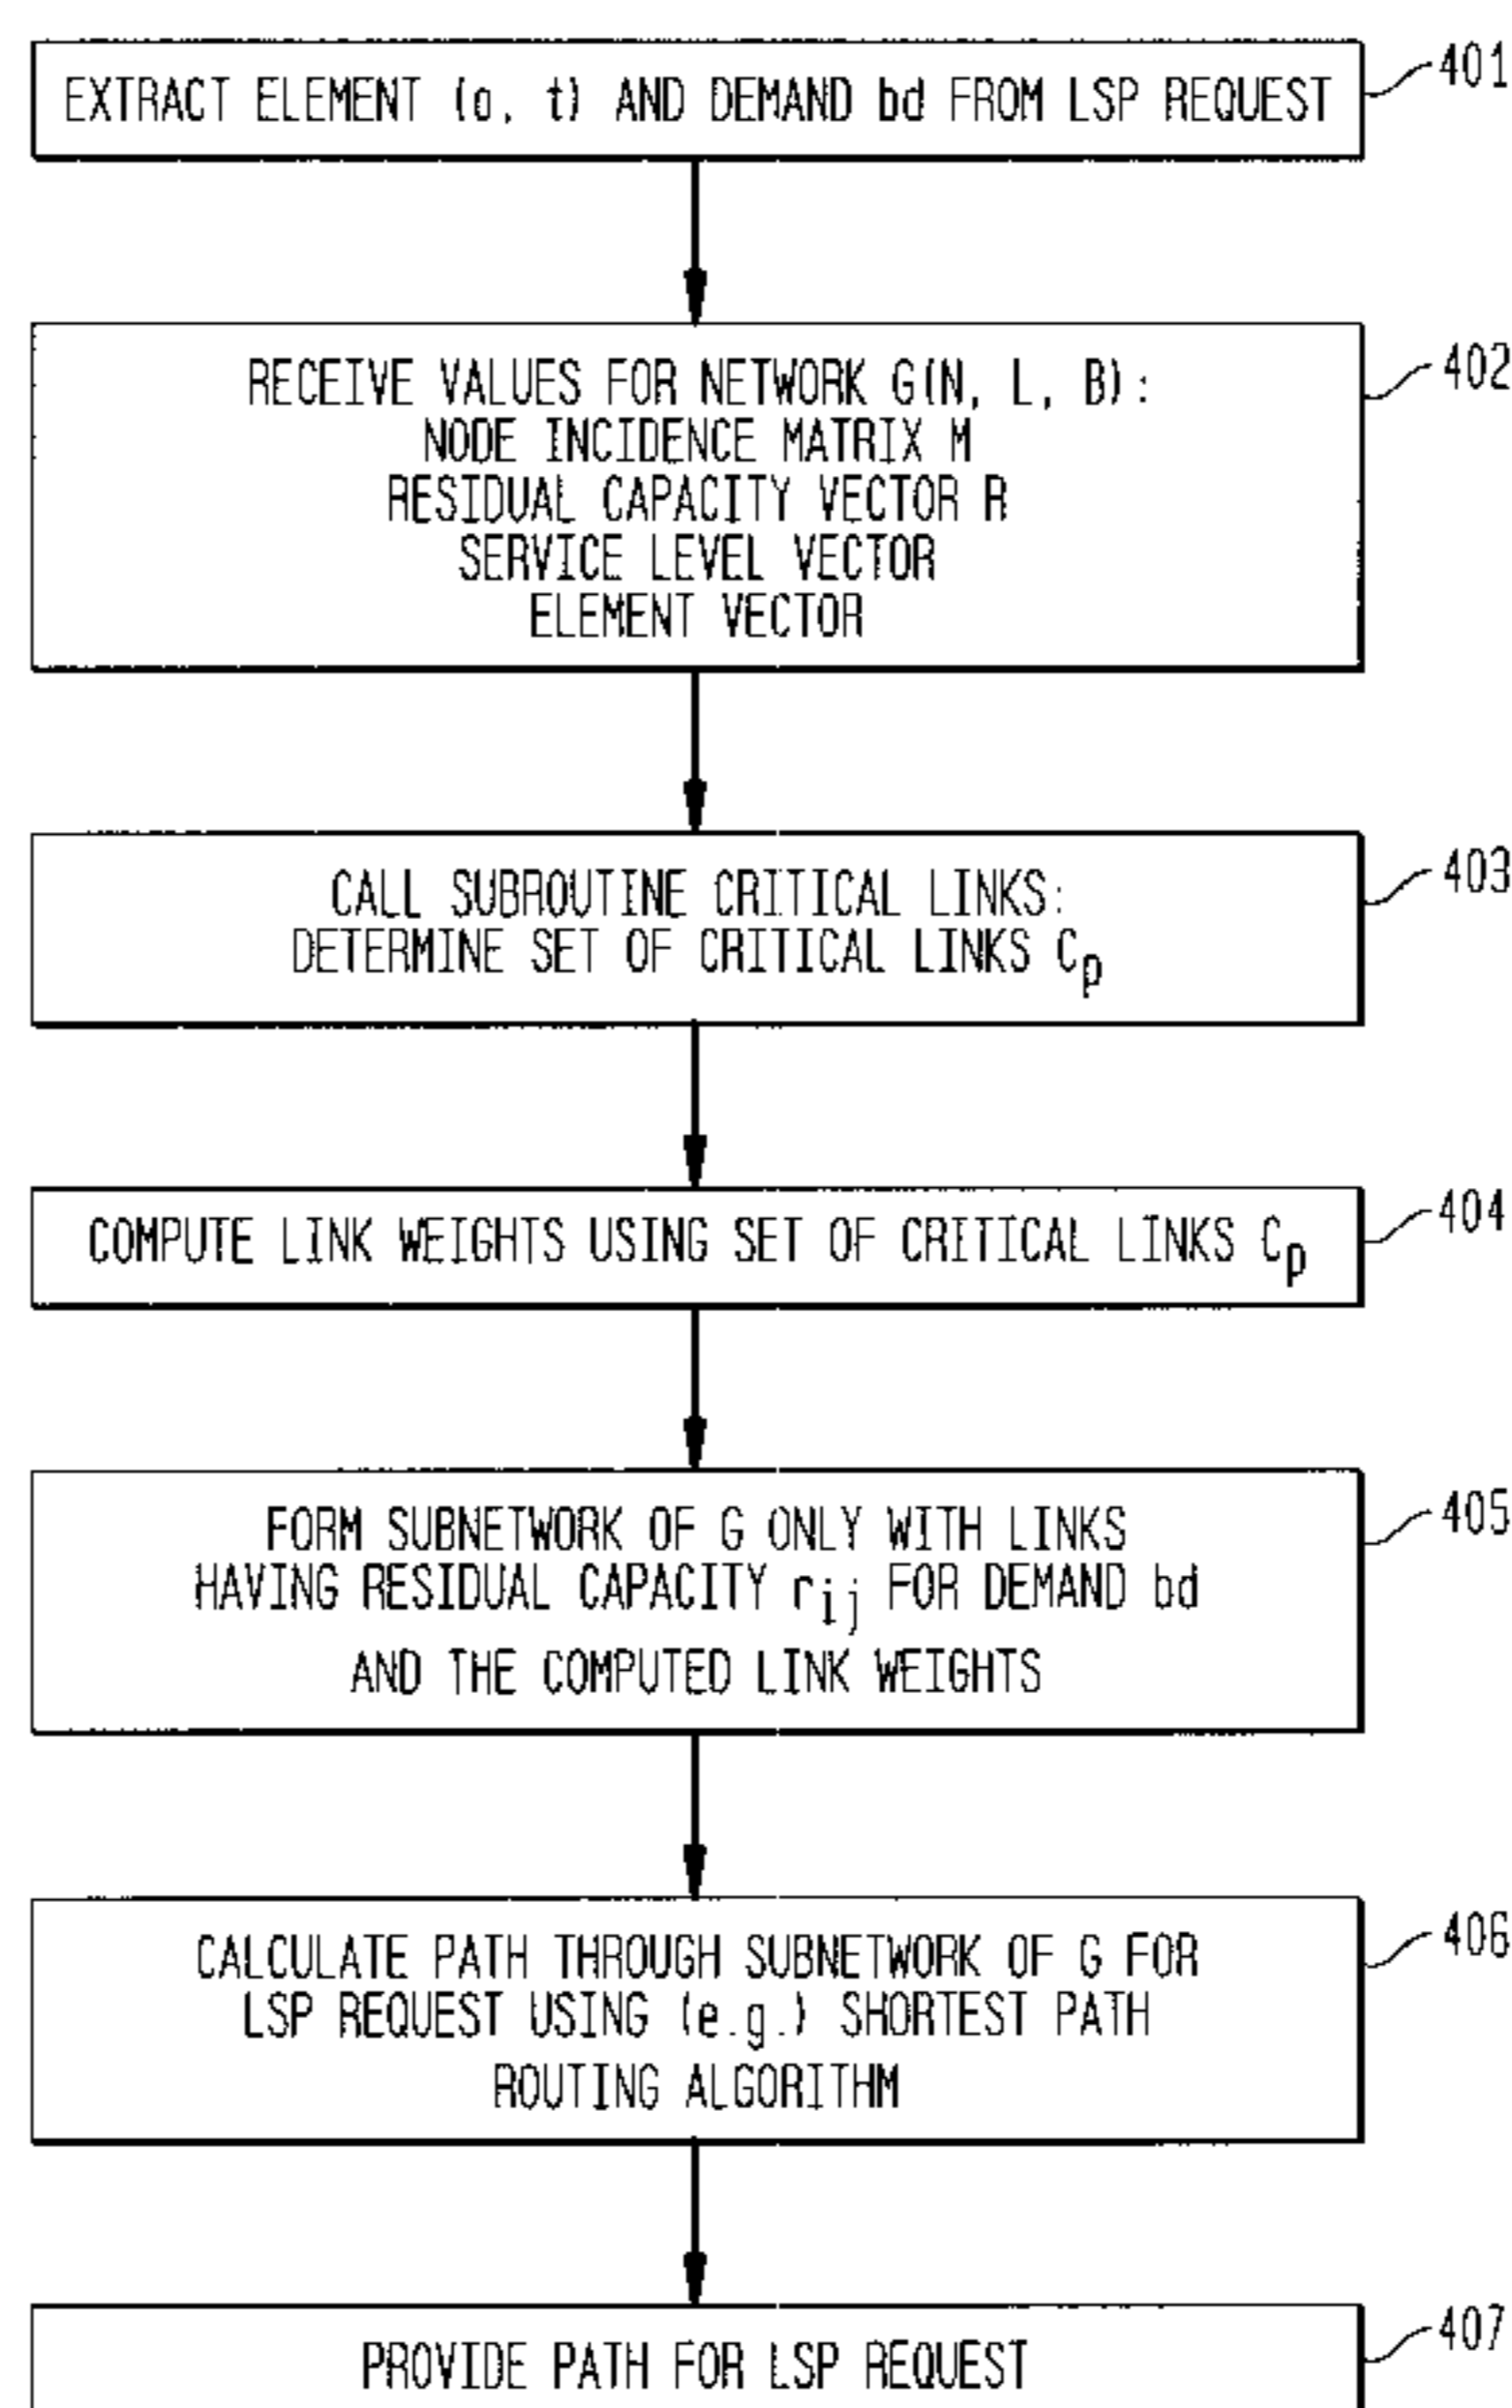 EXTRACT ELEMENT (o, t) AND DEMAND bd FROM LSP REQUEST
401
RECEIVE VALUES FOR NETWORK G(N, L, B):
402
NODE INCIDENCE MATRIX M
RESIDUAL CAPACITY VECTOR R
SERVICE LEVEL VECTOR
ELEMENT VECTOR
CALL SUBROUTINE CRITICAL LINKS:
403
DETERMINE SET OF CRITICAL LINKS Cp
COMPUTE LINK WEIGHTS USING SET OF CRITICAL LINKS Cp
404
FORM SUBNETWORK OF G ONLY WITH LINKS
405
HAVING RESIDUAL CAPACITY rij FOR DEMAND bd
AND THE COMPUTED LINK WEIGHTS
CALCULATE PATH THROUGH SUBNETWORK OF G FOR
406
LSP REQUEST USING (e.g.) SHORTEST PATH
ROUTING ALGORITHM
PROVIDE PATH FOR LSP REQUEST
407